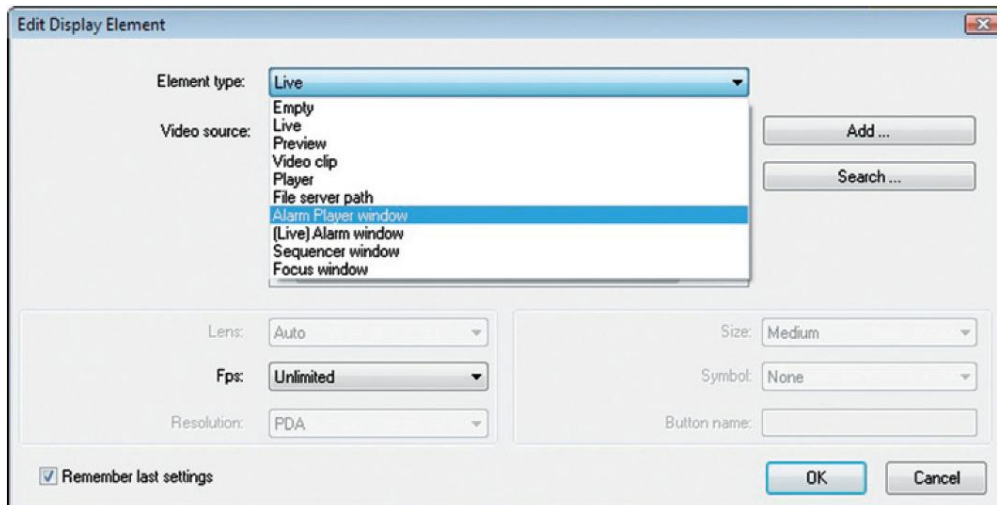 Edit Display Element
Element type:
Live
Empty
Live
Preview
Video clip
Player
File server path
Alarm Player window
(Live) Alarm window
Sequencer window
Focus window
Video source:
Add ...
Search ...
Lens:
Auto
Fps:
Unlimited
Resolution:
PDA
Size:
Medium
Symbol:
None
Button name:
Remember last settings
OK
Cancel